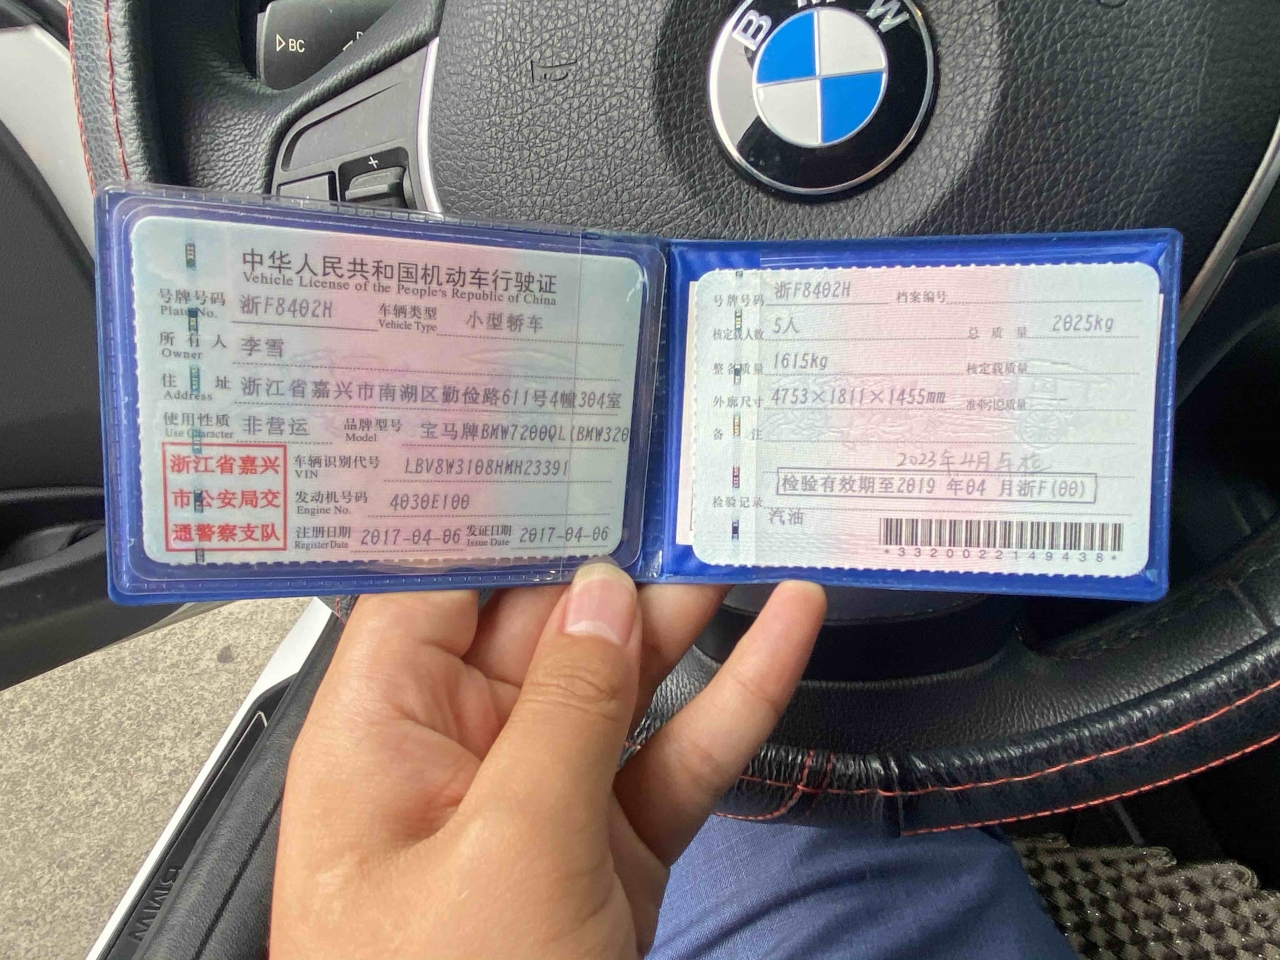 BC
BMW
中华人民共和国机动车行驶证
Vehicle License of the People's Republic of China
号牌号码 浙F8402H 车辆类型 小型轿车
Plate No. Vehicle Type
所有人 李雪
Owner
住址 浙江省嘉兴市南湖区勤俭路611号4幢304室
Address
使用性质 非营运 品牌型号 宝马牌BMW7200QL(BMW320
Use Character Model
浙江省嘉兴
市公安局交
通警察支队
车辆识别代号 LBV8W3108HMH23391
VIN
发动机号码 4030E100
Engine No.
注册日期 2017-04-06 发证日期 2017-04-06
Register Date Issue Date
号牌号码 浙F8402H 档案编号
核定载人数 5人 总质量 2025kg
整备质量 1615kg 核定载质量
外廓尺寸 4753×1811×1455mm 准牵引总质量
备注
2023年4月
检验有效期至2019年04月浙F(00)
检验记录
汽油
*3320022149438*
BMW